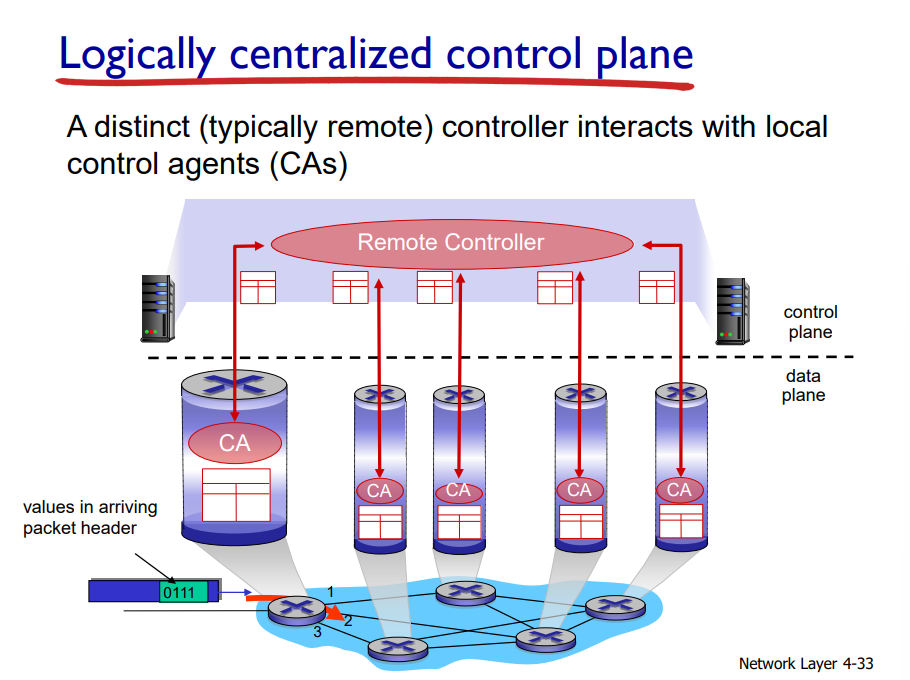 Logically centralized control plane
A distinct (typically remote) controller interacts with local
control agents (CAs)
Remote Controller
control
plane
data
plane
CA
CA
CA
CA
CA
values in arriving
packet header
0111
1
2
3
Network Layer 4-33